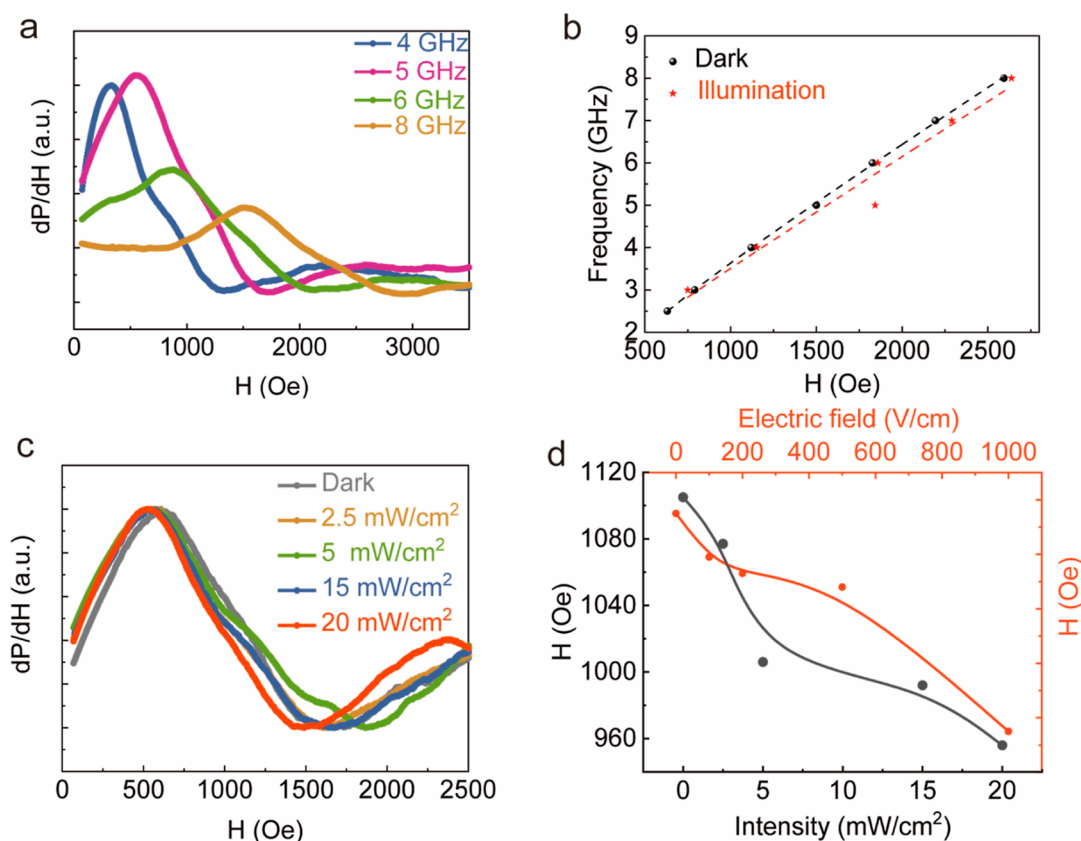 a
4 GHz
5 GHz
6 GHz
8 GHz
dP/dH (a.u.)
0 1000 2000 3000
H (Oe)
b
Dark
Illumination
Frequency (GHz)
9
8
7
6
5
4
3
2
500 1000 1500 2000 2500
H (Oe)
c
Dark
2.5 mW/cm²
5 mW/cm²
15 mW/cm²
20 mW/cm²
dP/dH (a.u.)
0 500 1000 1500 2000 2500
H (Oe)
d
Electric field (V/cm)
0 200 400 600 800 1000
H (Oe)
1120
1080
1040
1000
960
H (Oe)
0 5 10 15 20
Intensity (mW/cm²)